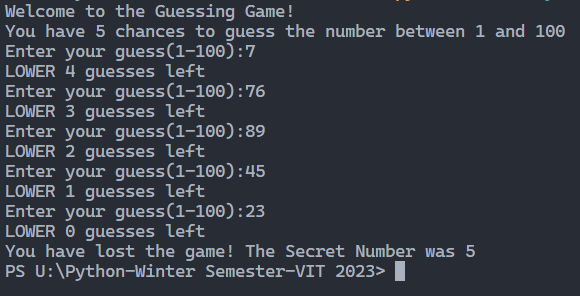 Welcome to the Guessing Game!
You have 5 chances to guess the number between 1 and 100
Enter your guess(1-100):7
LOWER 4 guesses left
Enter your guess(1-100):76
LOWER 3 guesses left
Enter your guess(1-100):89
LOWER 2 guesses left
Enter your guess(1-100):45
LOWER 1 guesses left
Enter your guess(1-100):23
LOWER 0 guesses left
You have lost the game! The Secret Number was 5
PS U:\Python-Winter Semester-VIT 2023>